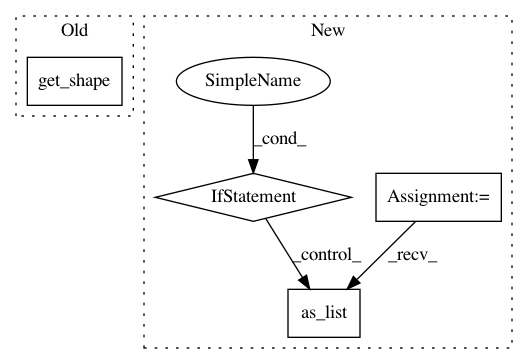 Old
New
get_shape
SimpleName
_cond_
IfStatement
Assignment:=
_control_
_recv_
as_list